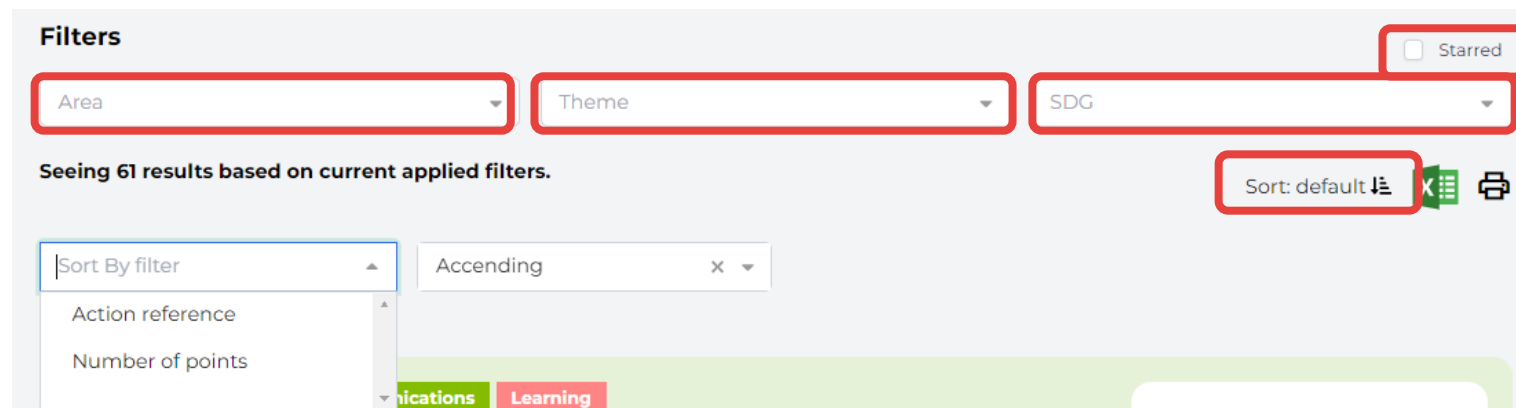 Filters
Starred
Area
Theme
SDG
Seeing 61 results based on current applied filters.
Sort: default
Sort By filter
Accending
Action reference
Number of points
nications
Learning